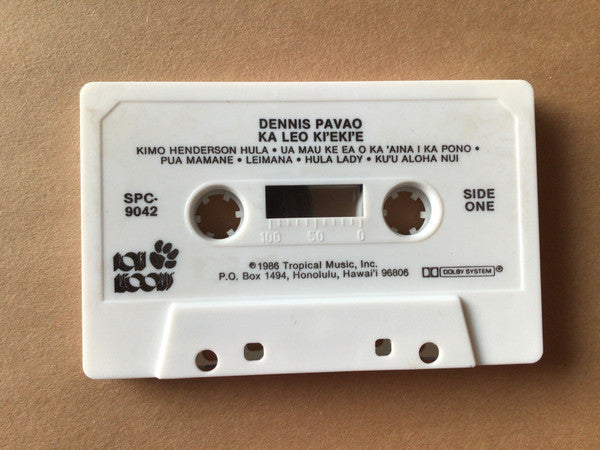 DENNIS PAVAO
KA LEO KI'EKI'E
KIMO HENDERSON HULA • UA MAU KE EA O KA 'AINA I KA PONO •
PUA MAMANE • LEIMANA • HULA LADY • KU'U ALOHA NUI
SPC-
9042
SIDE
ONE
100 50 0
℗1986 Tropical Music, Inc.
P.O. Box 1494, Honolulu, Hawai'i 96806
DOLBY SYSTEM®